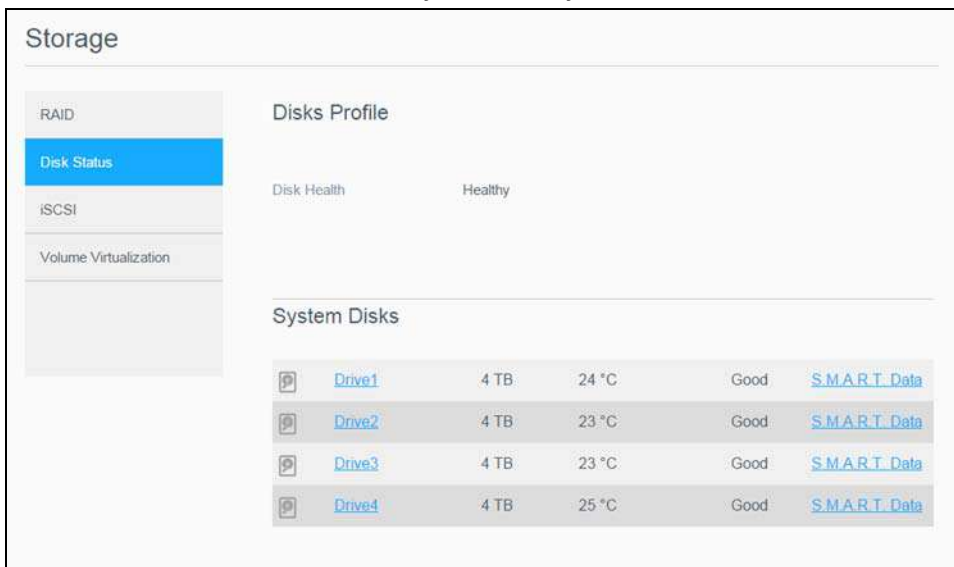 Storage
RAID
Disk Status
iSCSI
Volume Virtualization
Disks Profile
Disk Health Healthy
System Disks
Drive1 4 TB 24 °C Good S.M.A.R.T. Data
Drive2 4 TB 23 °C Good S.M.A.R.T. Data
Drive3 4 TB 23 °C Good S.M.A.R.T. Data
Drive4 4 TB 25 °C Good S.M.A.R.T. Data